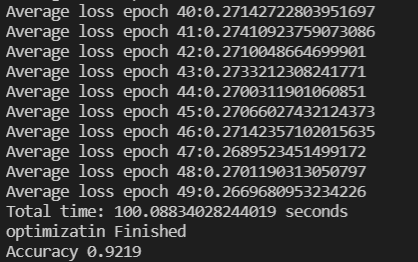 Average loss epoch 40:0.27142722803951697
Average loss epoch 41:0.27410923759073086
Average loss epoch 42:0.2710048664699901
Average loss epoch 43:0.2733212308241771
Average loss epoch 44:0.2700311901060851
Average loss epoch 45:0.27066027432124373
Average loss epoch 46:0.27142357102015635
Average loss epoch 47:0.2689523451499172
Average loss epoch 48:0.2701190313050797
Average loss epoch 49:0.2669680953234226
Total time: 100.08834028244019 seconds
optimizatin Finished
Accuracy 0.9219